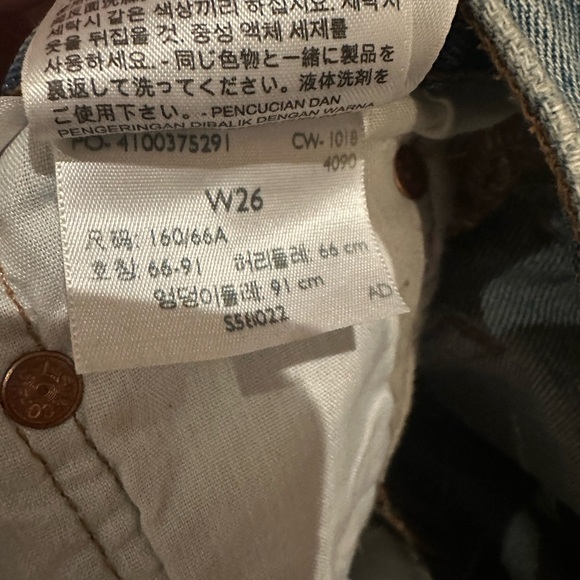 세탁시 같은 색상끼리 하십시오. 세탁시
옷을 뒤집을 것. 중성 액체 세제를
사용하세요. - 同じ色物と一緒に製品を
裏返して洗ってください。液体洗剤を
ご使用下さい。- PENCUCIAN DAN
PENGERINGAN DIBALIK DENGAN WARNA
PO- 4100375291 CW- 1018
4090
W26
尺码: 160/66A
호칭 66-91 허리둘레, 66 cm
엉덩이둘레, 91 cm
AD